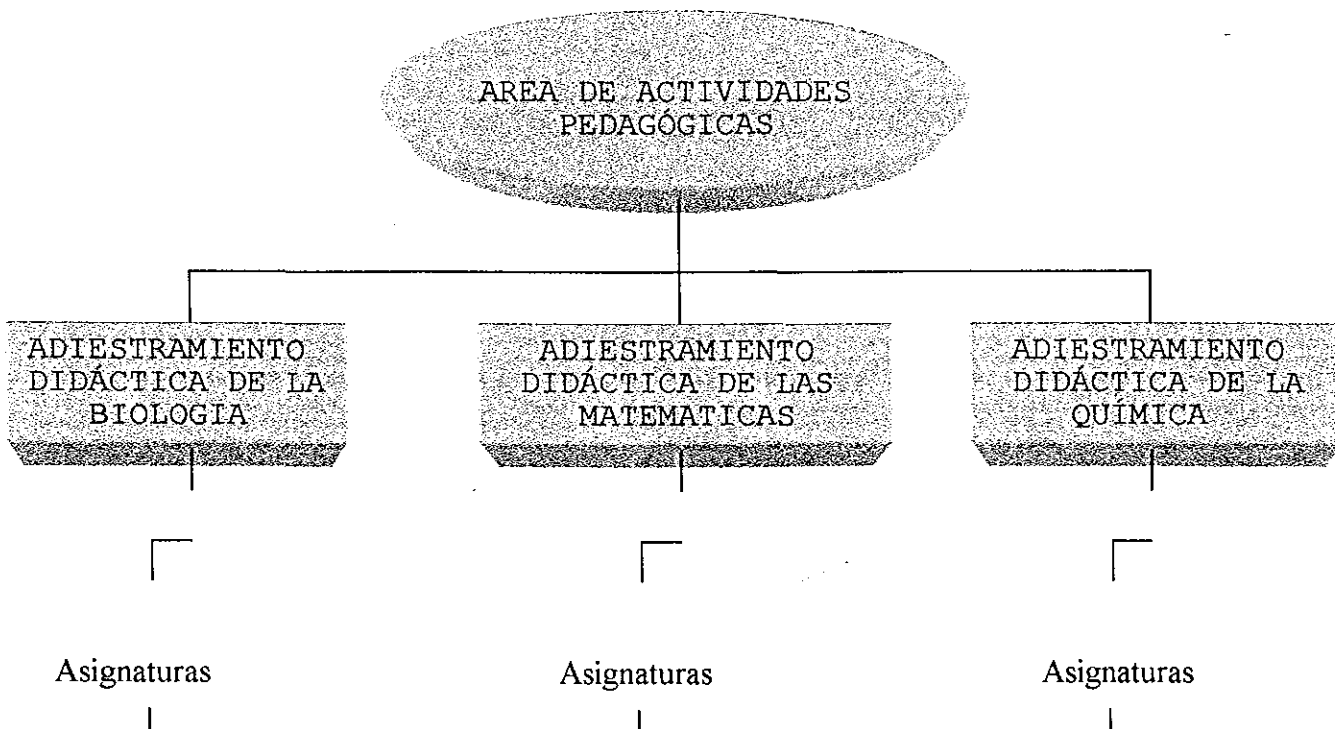 AREA DE ACTIVIDADES
PEDAGÓGICAS
ADIESTRAMIENTO
DIDÁCTICA DE LA
BIOLOGIA
ADIESTRAMIENTO
DIDÁCTICA DE LAS
MATEMATICAS
ADIESTRAMIENTO
DIDÁCTICA DE LA
QUÍMICA
Asignaturas
Asignaturas
Asignaturas